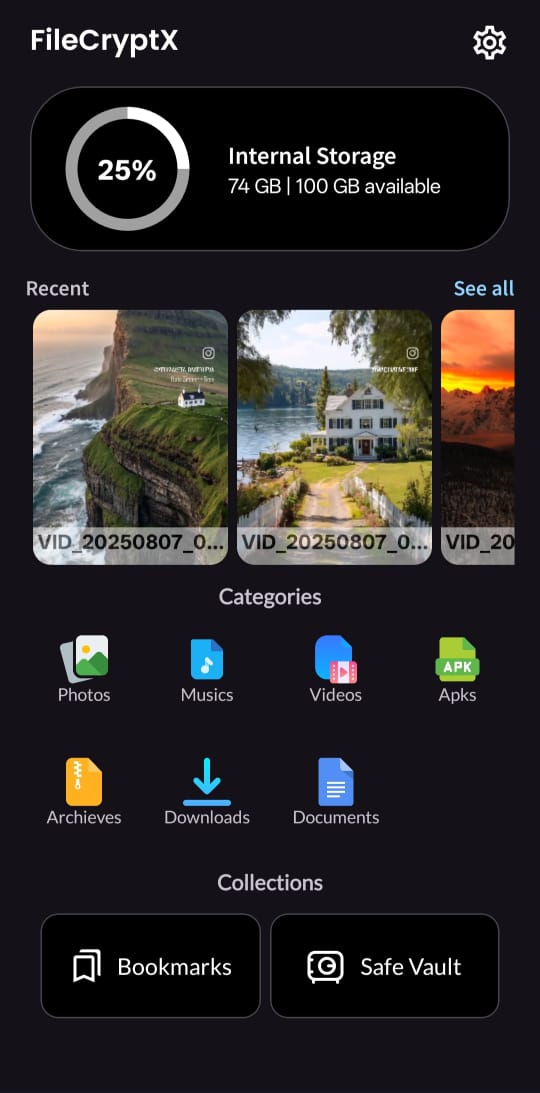 FileCryptX
25%
Internal Storage
74 GB | 100 GB available
Recent
See all
VID_20250807_0...
VID_20250807_0...
VID_20
Categories
Photos
Musics
Videos
APK
Apks
Archieves
Downloads
Documents
Collections
Bookmarks
Safe Vault